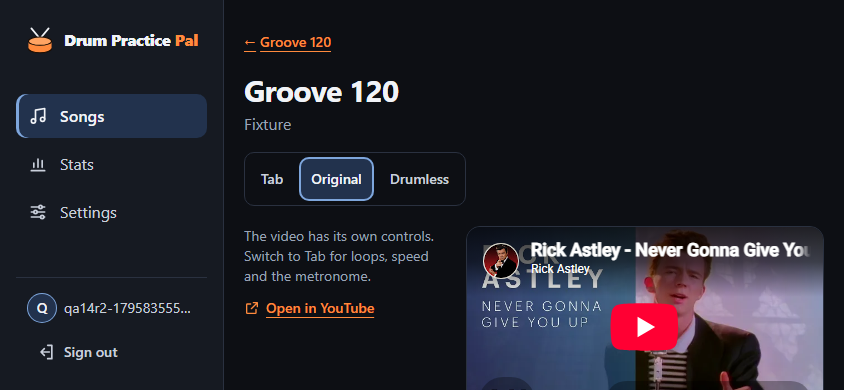 Drum Practice Pal
Songs
Stats
Settings
Q qa14r2-179583555...
Sign out
← Groove 120
Groove 120
Fixture
Tab Original Drumless
The video has its own controls.
Switch to Tab for loops, speed
and the metronome.
Open in YouTube
Rick Astley - Never Gonna Give You
Rick Astley
ASTLEY
NEVER GONNA
GIVE YOU UP